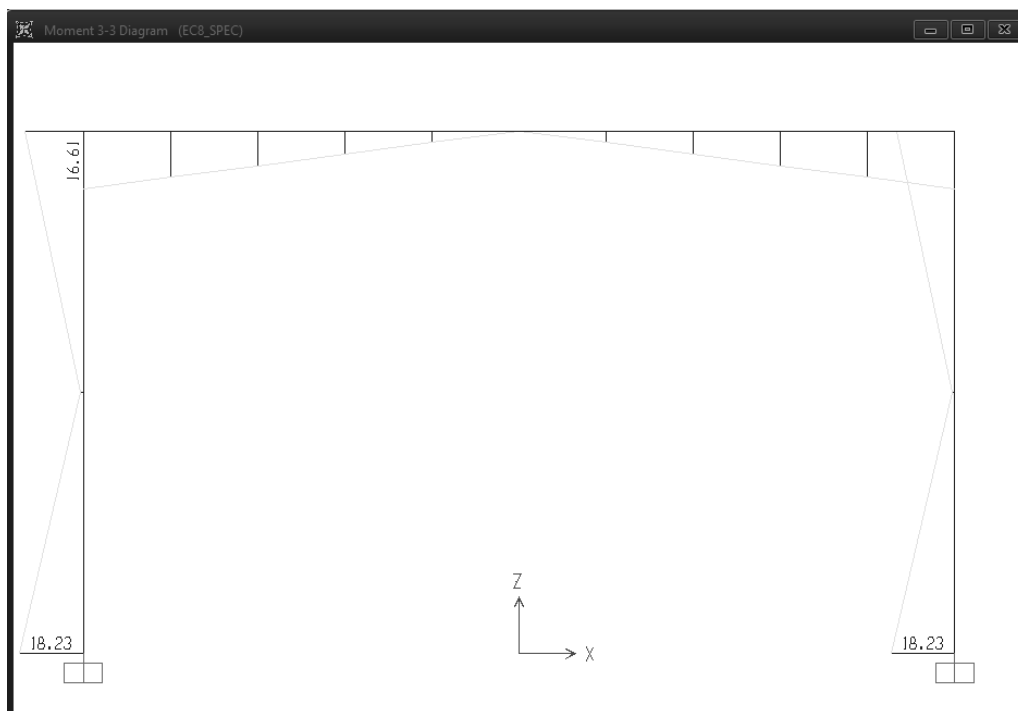 Moment 3-3 Diagram   (EC8_SPEC)
16.61
Z
X
18.23
18.23